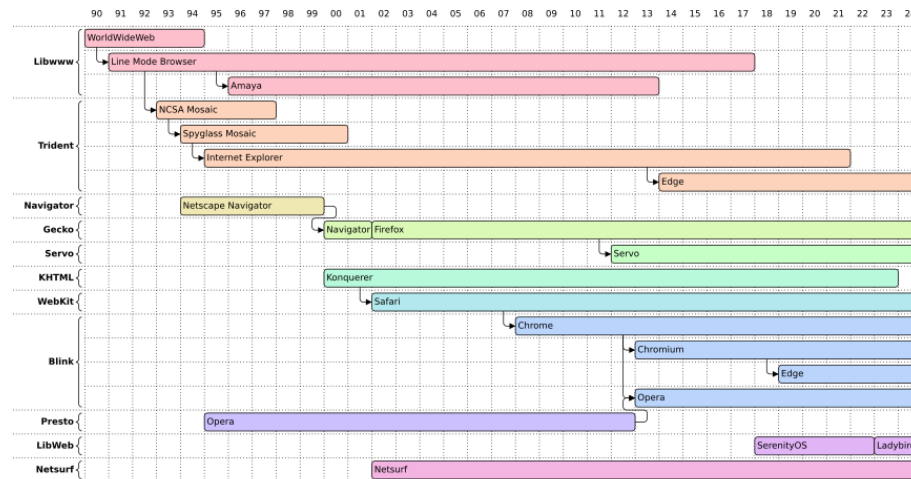 90 91 92 93 94 95 96 97 98 99 00 01 02 03 04 05 06 07 08 09 10 11 12 13 14 15 16 17 18 19 20 21 22 23
WorldWideWeb
Libwww
Line Mode Browser
Amaya
NCSA Mosaic
Spyglass Mosaic
Trident
Internet Explorer
Edge
Navigator
Netscape Navigator
Gecko
Navigator Firefox
Servo
Servo
KHTML
Konquerer
WebKit
Safari
Chrome
Chromium
Blink
Edge
Opera
Presto
Opera
LibWeb
SerenityOS
Netsurf
Netsurf